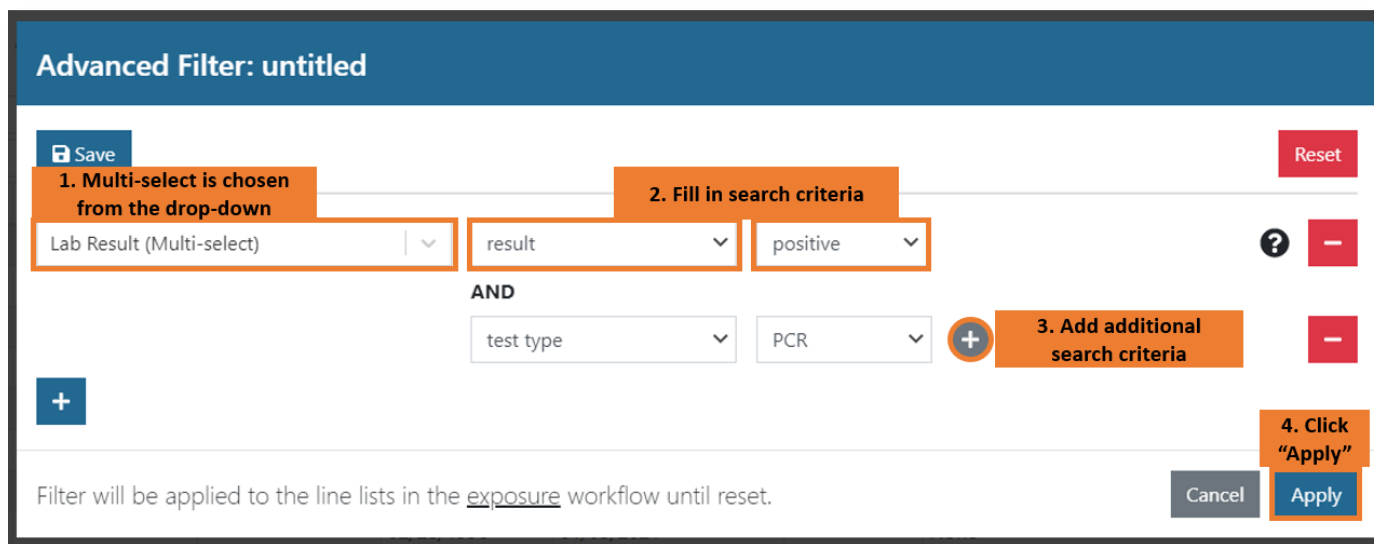 Advanced Filter: untitled
Save
Reset
1. Multi-select is chosen
from the drop-down
2. Fill in search criteria
Lab Result (Multi-select)
result
positive
?
AND
test type
PCR
3. Add additional
search criteria
4. Click
“Apply”
Filter will be applied to the line lists in the exposure workflow until reset.
Cancel
Apply